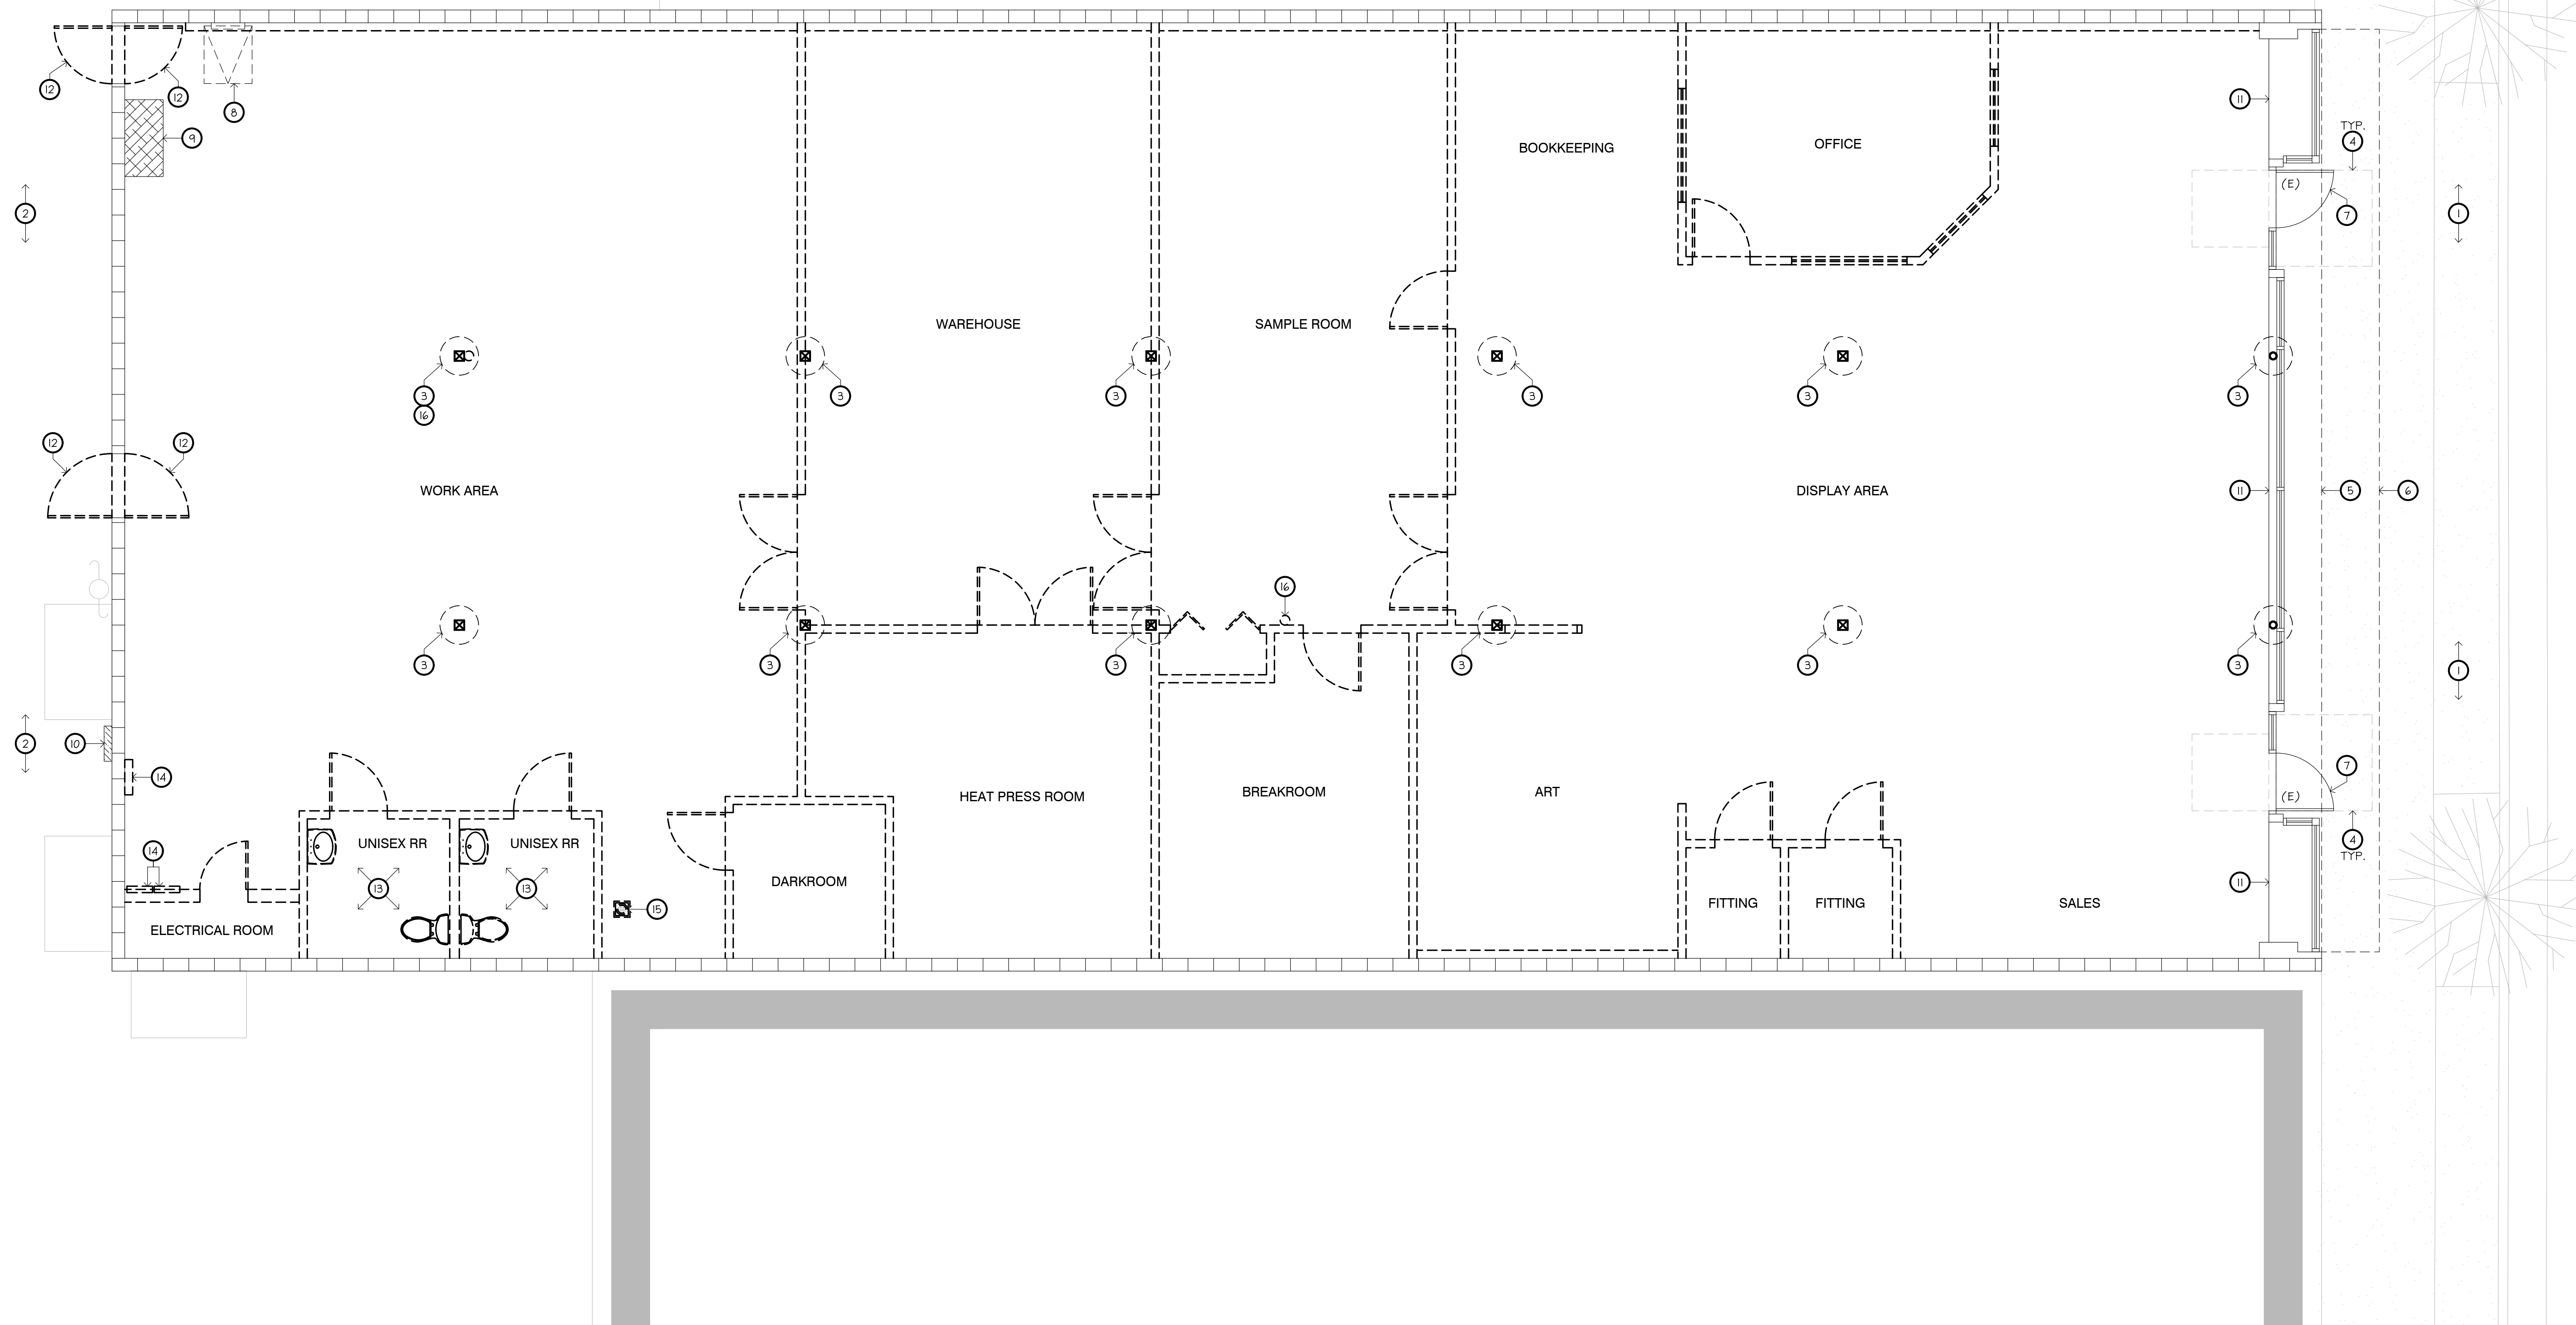 12
12
8
9
11
TYP.
4
BOOKKEEPING
OFFICE
(E)
2
7
1
WAREHOUSE
SAMPLE ROOM
3
16
3
3
3
3
3
12
12
WORK AREA
DISPLAY AREA
11
5
6
16
3
3
3
3
3
3
1
2
10
14
7
HEAT PRESS ROOM
BREAKROOM
ART
(E)
14
UNISEX RR
UNISEX RR
4
TYP.
13
13
DARKROOM
11
15
FITTING
FITTING
SALES
ELECTRICAL ROOM